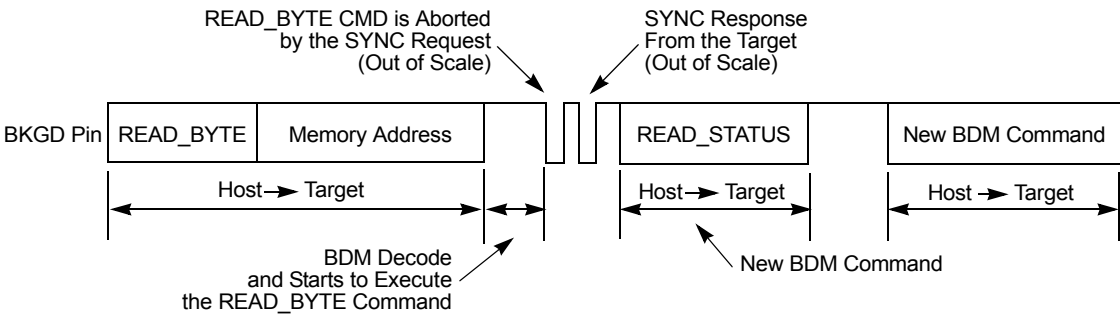 READ_BYTE CMD is Aborted
by the SYNC Request
(Out of Scale)
SYNC Response
From the Target
(Out of Scale)
BKGD Pin
READ_BYTE
Memory Address
READ_STATUS
New BDM Command
Host Target
Host Target
Host Target
BDM Decode
and Starts to Execute
the READ_BYTE Command
New BDM Command